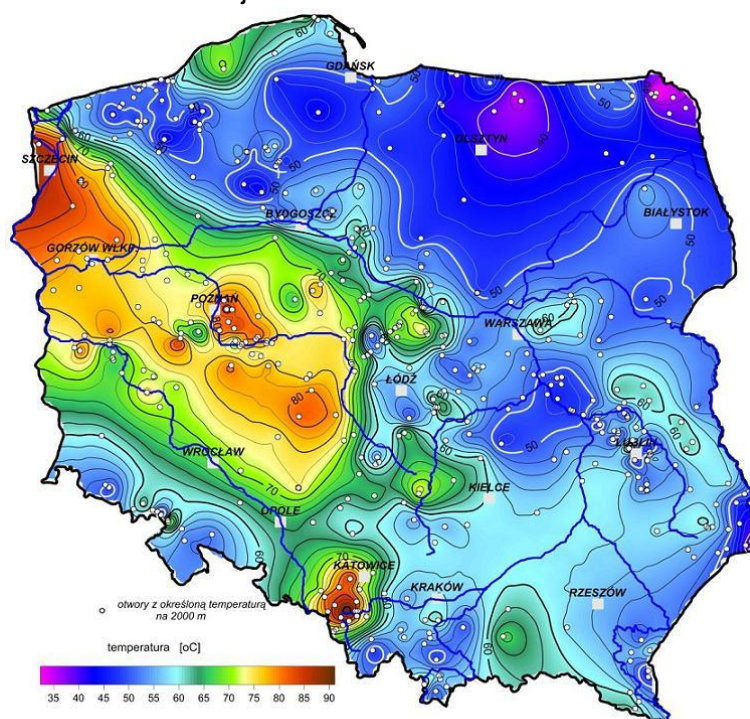 GDAŃSK
OLSZTYN
SZCZECIN
BIAŁYSTOK
BYDGOSZCZ
GORZÓW WLKP.
POZNAŃ
WARSZAWA
ŁÓDŹ
LUBLIN
WROCŁAW
KIELCE
OPOLE
KATOWICE
KRAKÓW
RZESZÓW
otwory z określoną temperaturą
na 2000 m
temperatura [oC]
35 40 45 50 55 60 65 70 75 80 85 90